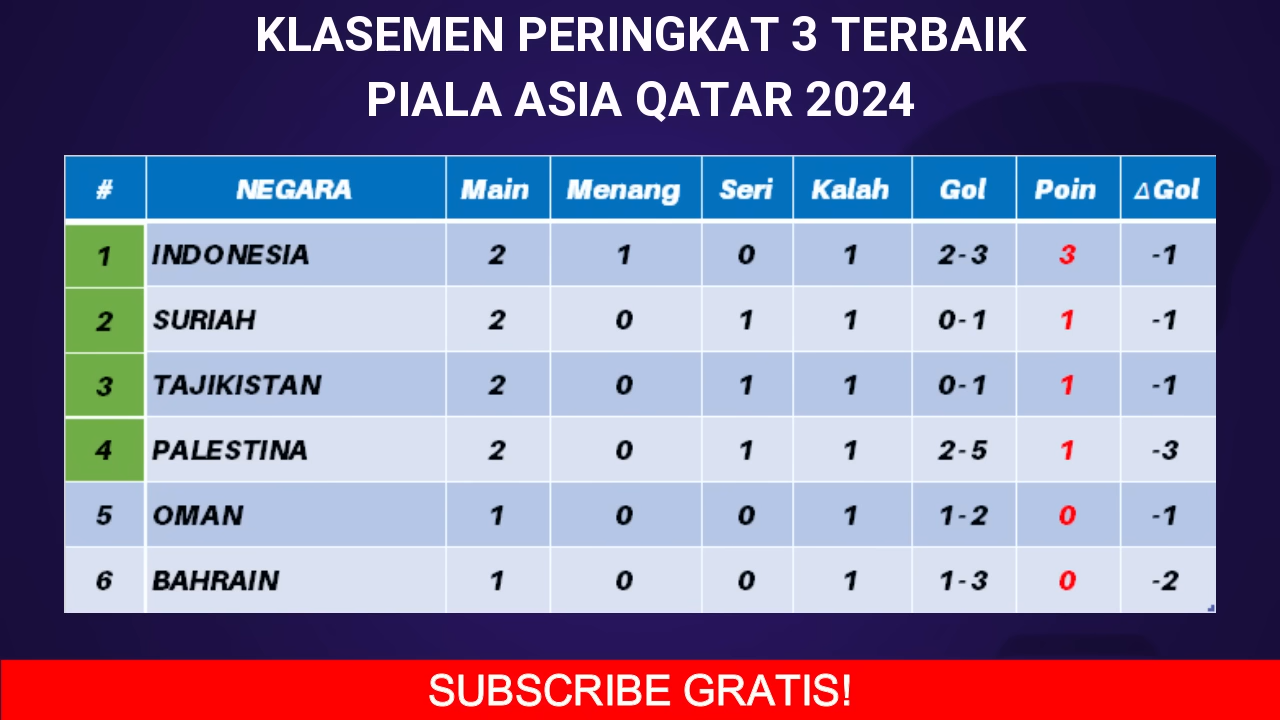 KLASEMEN PERINGKAT 3 TERBAIK
PIALA ASIA QATAR 2024
# NEGARA Main Menang Seri Kalah Gol Poin ΔGol
1 INDONESIA 2 1 0 1 2-3 3 -1
2 SURIAH 2 0 1 1 0-1 1 -1
3 TAJIKISTAN 2 0 1 1 0-1 1 -1
4 PALESTINA 2 0 1 1 2-5 1 -3
5 OMAN 1 0 0 1 1-2 0 -1
6 BAHRAIN 1 0 0 1 1-3 0 -2
SUBSCRIBE GRATIS!